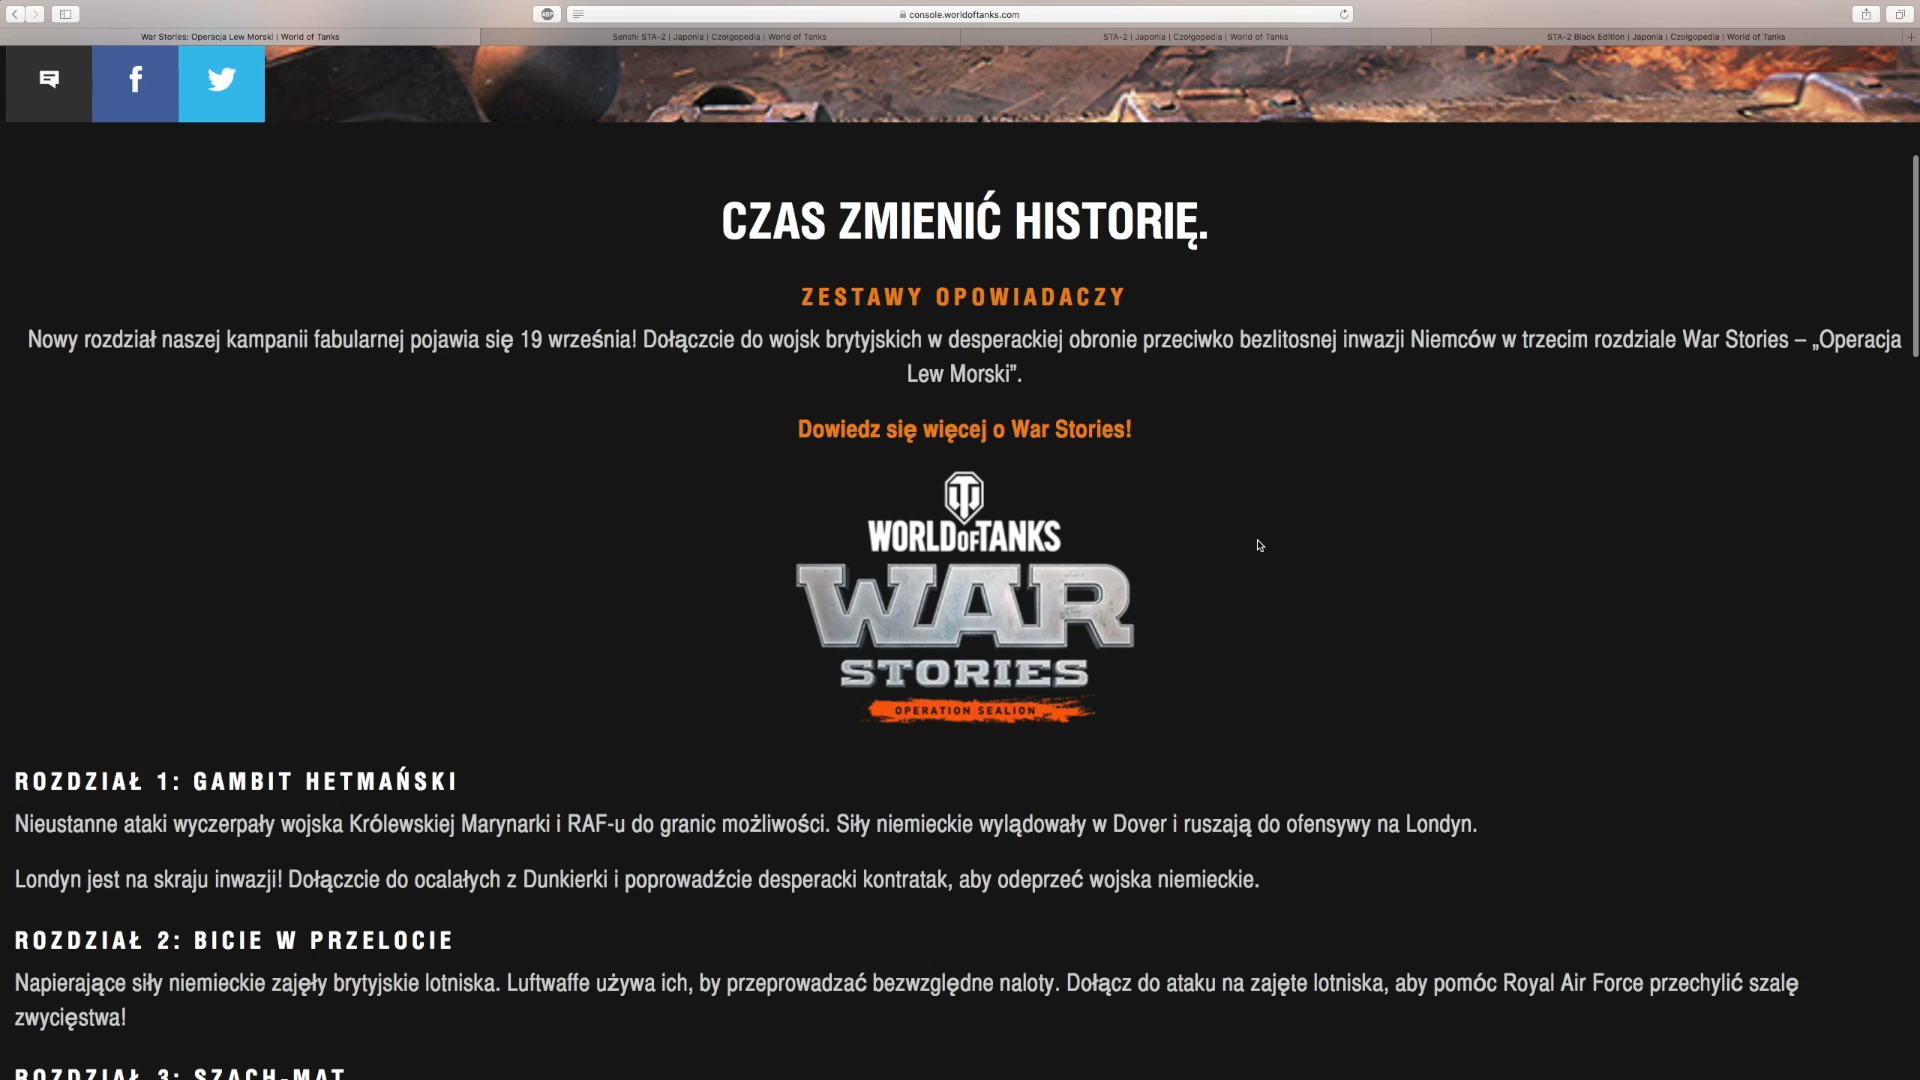 ABP
console.worldoftanks.com
War Stories: Operacja Lew Morski | World of Tanks
Senshi STA-2 | Japonia | Czołgopedia | World of Tanks
STA-2 | Japonia | Czołgopedia | World of Tanks
STA-2 Black Edition | Japonia | Czołgopedia | World of Tanks
CZAS ZMIENIĆ HISTORIĘ.
ZESTAWY OPOWIADACZY
Nowy rozdział naszej kampanii fabularnej pojawia się 19 września! Dołączcie do wojsk brytyjskich w desperackiej obronie przeciwko bezlitosnej inwazji Niemców w trzecim rozdziale War Stories – „Operacja
Lew Morski”.
Dowiedz się więcej o War Stories!
WORLD OF TANKS
WAR
STORIES
OPERATION SEALION
ROZDZIAŁ 1: GAMBIT HETMAŃSKI
Nieustanne ataki wyczerpały wojska Królewskiej Marynarki i RAF-u do granic możliwości. Siły niemieckie wylądowały w Dover i ruszają do ofensywy na Londyn.
Londyn jest na skraju inwazji! Dołączcie do ocalałych z Dunkierki i poprowadźcie desperacki kontratak, aby odeprzeć wojska niemieckie.
ROZDZIAŁ 2: BICIE W PRZELOCIE
Napierające siły niemieckie zajęły brytyjskie lotniska. Luftwaffe używa ich, by przeprowadzać bezwzględne naloty. Dołącz do ataku na zajęte lotniska, aby pomóc Royal Air Force przechylić szalę
zwycięstwa!
ROZDZIAŁ 3: SZACH-MAT